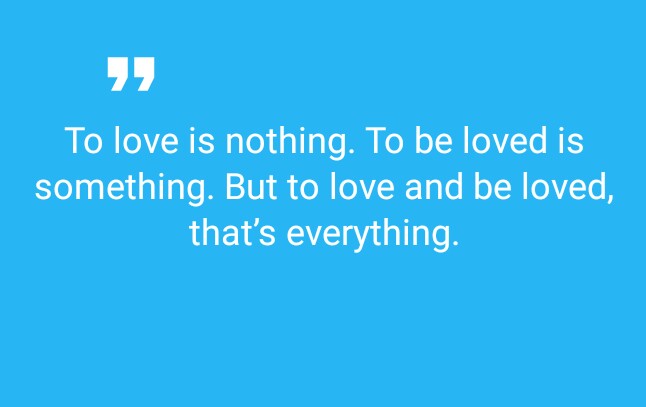 ”
To love is nothing. To be loved is
something. But to love and be loved,
that’s everything.